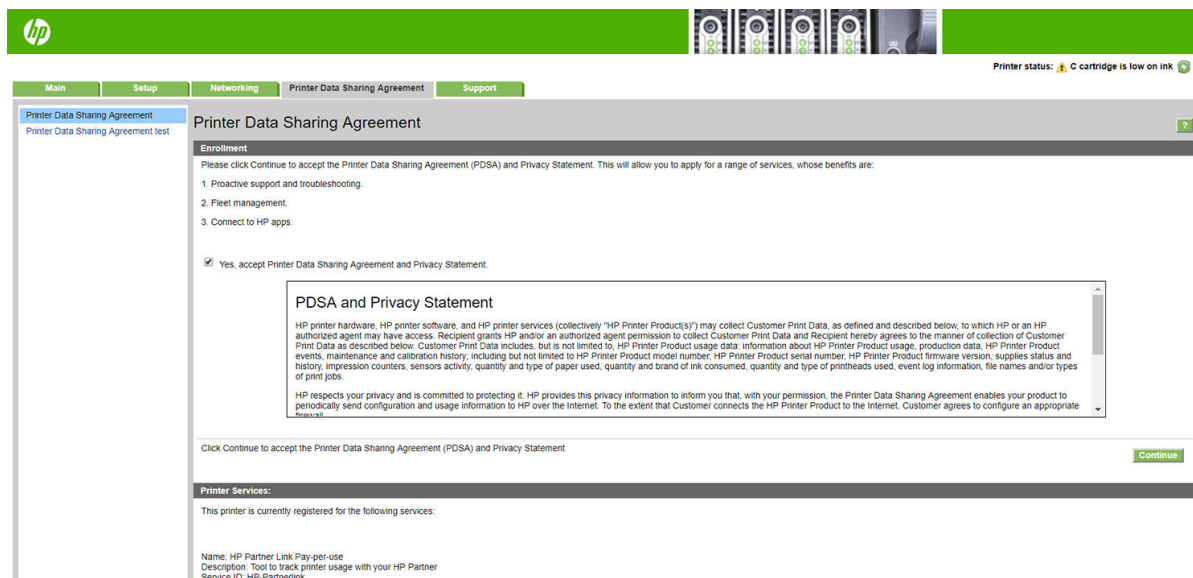 hp
Printer status: C cartridge is low on ink
Main Setup Networking Printer Data Sharing Agreement Support
Printer Data Sharing Agreement
Printer Data Sharing Agreement test
Printer Data Sharing Agreement
?
Enrollment
Please click Continue to accept the Printer Data Sharing Agreement (PDSA) and Privacy Statement. This will allow you to apply for a range of services, whose benefits are:
1. Proactive support and troubleshooting.
2. Fleet management.
3. Connect to HP apps.
Yes, accept Printer Data Sharing Agreement and Privacy Statement.
PDSA and Privacy Statement
HP printer hardware, HP printer software, and HP printer services (collectively "HP Printer Product(s)") may collect Customer Print Data, as defined and described below, to which HP or an HP
authorized agent may have access. Recipient grants HP and/or an authorized agent permission to collect Customer Print Data and Recipient hereby agrees to the manner of collection of Customer
Print Data as described below. Customer Print Data includes, but is not limited to, HP Printer Product usage data: information about HP Printer Product usage, production data, HP Printer Product
events, maintenance and calibration history; including but not limited to HP Printer Product model number, HP Printer Product serial number, HP Printer Product firmware version, supplies status and
history, impression counters, sensors activity, quantity and type of paper used, quantity and brand of ink consumed, quantity and type of printheads used, event log information, file names and/or types
of print jobs.
HP respects your privacy and is committed to protecting it. HP provides this privacy information to inform you that, with your permission, the Printer Data Sharing Agreement enables your product to
periodically send configuration and usage information to HP over the Internet. To the extent that Customer connects the HP Printer Product to the Internet, Customer agrees to configure an appropriate
firewall
Click Continue to accept the Printer Data Sharing Agreement (PDSA) and Privacy Statement
Continue
Printer Services:
This printer is currently registered for the following services:
Name: HP Partner Link Pay-per-use
Description: Tool to track printer usage with your HP Partner
Service ID: HP-Partnerlink